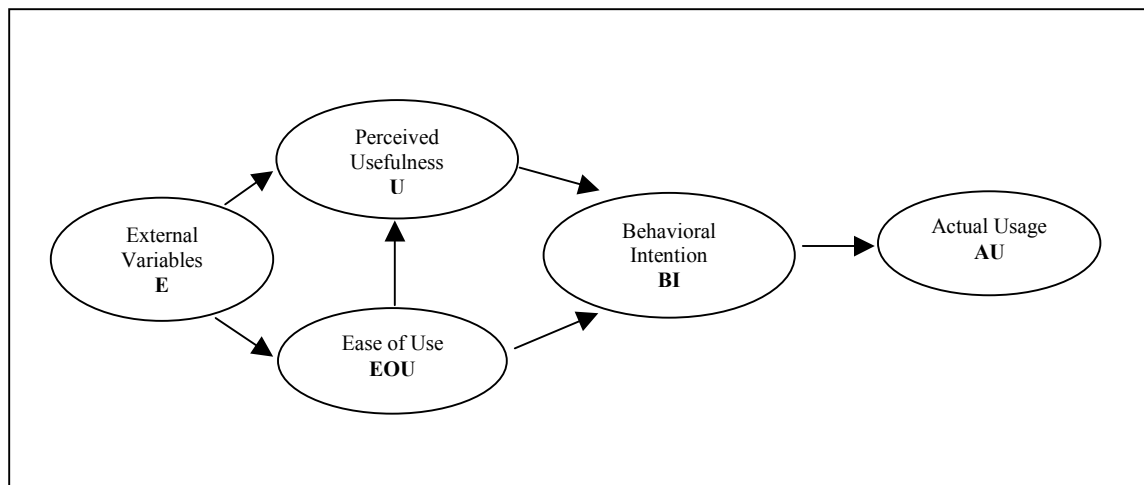 Perceived
Usefulness
U
External
Variables
E
Behavioral
Intention
BI
Actual Usage
AU
Ease of Use
EOU